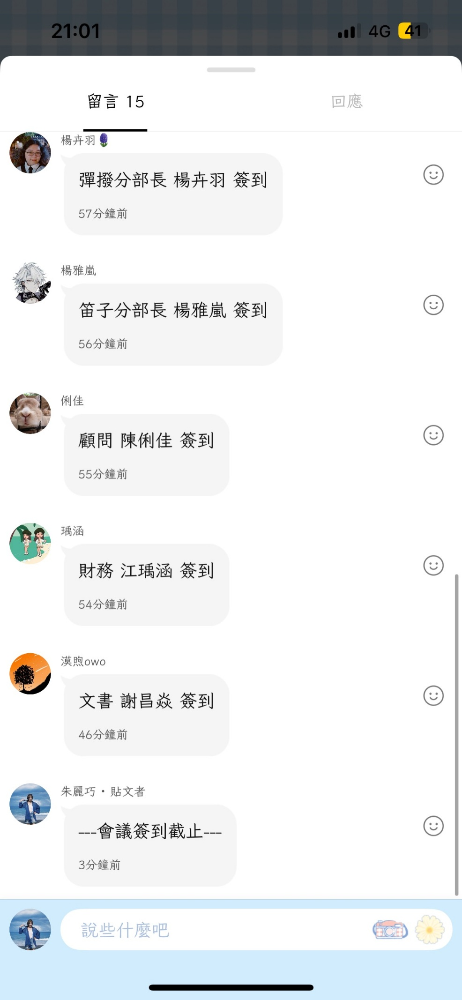 21:01
4G 41
留言 15
回應
楊卉羽
彈撥分部長 楊卉羽 簽到
57分鐘前
楊雅嵐
笛子分部長 楊雅嵐 簽到
56分鐘前
俐佳
顧問 陳俐佳 簽到
55分鐘前
瑀涵
財務 江瑀涵 簽到
54分鐘前
漠煦owo
文書 謝昌焱 簽到
46分鐘前
朱麗巧・貼文者
---會議簽到截止---
3分鐘前
說些什麼吧